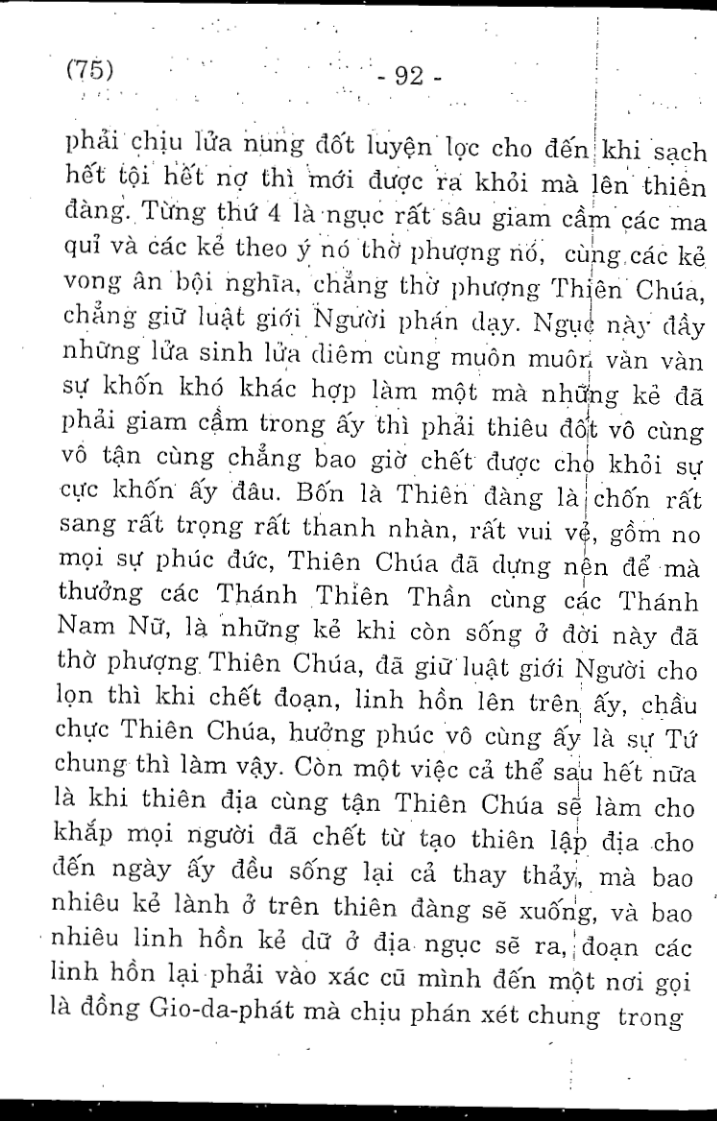 (75)
- 92 -
phải chịu lửa nung đốt luyện lọc cho đến khi sạch
hết tội hết nợ thì mới được ra khỏi mà lên thiên
đàng. Từng thứ 4 là ngục rất sâu giam cầm các ma
quỉ và các kẻ theo ý nó thờ phượng nó, cùng các kẻ
vong ân bội nghĩa, chẳng thờ phượng Thiên Chúa,
chẳng giữ luật giới Người phán dạy. Ngục này đầy
những lửa sinh lửa diêm cùng muôn muôn vàn vàn
sự khốn khó khác hợp làm một mà những kẻ đã
phải giam cầm trong ấy thì phải thiêu đốt vô cùng
vô tận cùng chẳng bao giờ chết được cho khỏi sự
cực khốn ấy đâu. Bốn là Thiên đàng là chốn rất
sang rất trọng rất thanh nhàn, rất vui vẻ, gồm no
mọi sự phúc đức, Thiên Chúa đã dựng nên để mà
thưởng các Thánh Thiên Thần cùng các Thánh
Nam Nữ, là những kẻ khi còn sống ở đời này đã
thờ phượng Thiên Chúa, đã giữ luật giới Người cho
lọn thì khi chết đoạn, linh hồn lên trên ấy, chầu
chực Thiên Chúa, hưởng phúc vô cùng ấy là sự Tứ
chung thì làm vậy. Còn một việc cả thể sau hết nữa
là khi thiên địa cùng tận Thiên Chúa sẽ làm cho
khắp mọi người đã chết từ tạo thiên lập địa cho
đến ngày ấy đều sống lại cả thay thảy, mà bao
nhiêu kẻ lành ở trên thiên đàng sẽ xuống, và bao
nhiêu linh hồn kẻ dữ ở địa ngục sẽ ra, đoạn các
linh hồn lại phải vào xác cũ mình đến một nơi gọi
là đồng Gio-da-phát mà chịu phán xét chung trong